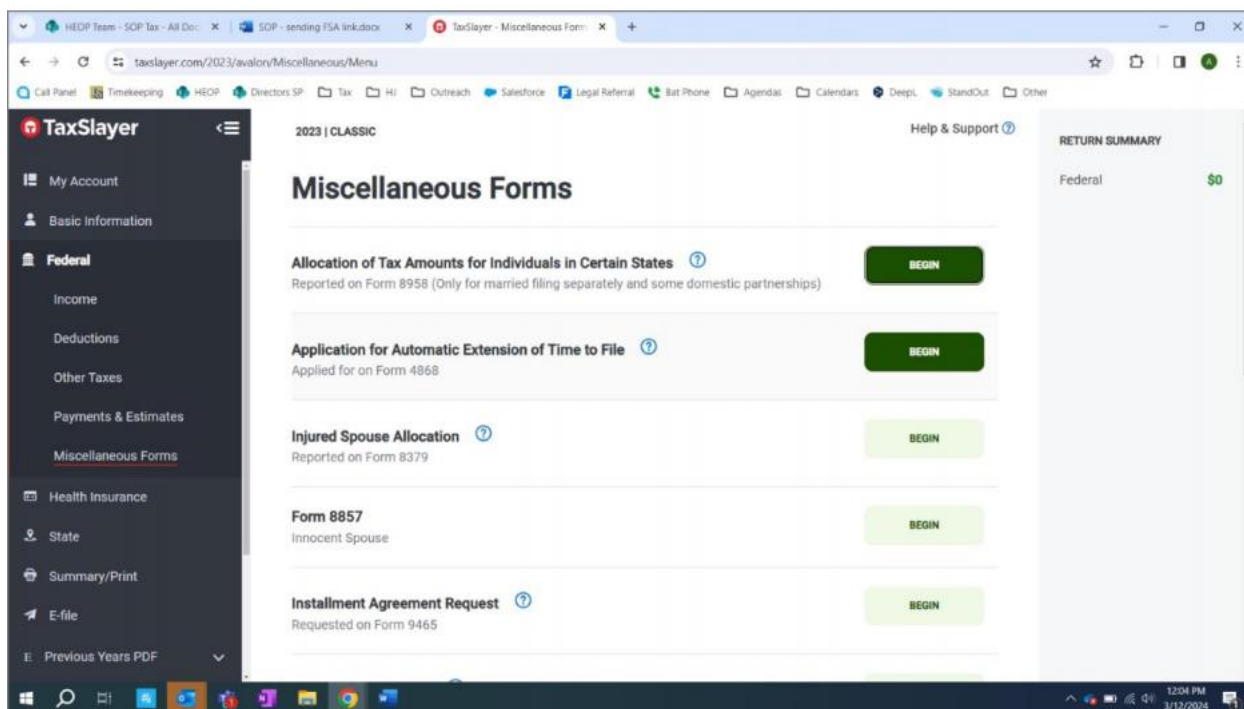 HEOP Team - SOP Tax - All Doc
SOP - sending FSA link.docx
TaxSlayer - Miscellaneous Form
taxslayer.com/2023/avalon/Miscellaneous/Menu
A
Call Panel Timekeeping HEOP Directors SP Tax HJ Outreach Salesforce Legal Referral Bat Phone Agendas Calendars DeepL StandOut Other
TaxSlayer
My Account
Basic Information
Federal
Income
Deductions
Other Taxes
Payments & Estimates
Miscellaneous Forms
Health Insurance
State
Summary/Print
E-file
E Previous Years PDF
2023 | CLASSIC
Help & Support ?
Miscellaneous Forms
Allocation of Tax Amounts for Individuals in Certain States ?
Reported on Form 8958 (Only for married filing separately and some domestic partnerships)
BEGIN
Application for Automatic Extension of Time to File ?
Applied for on Form 4868
BEGIN
Injured Spouse Allocation ?
Reported on Form 8379
BEGIN
Form 8857
Innocent Spouse
BEGIN
Installment Agreement Request ?
Requested on Form 9465
BEGIN
RETURN SUMMARY
Federal $0
12:04 PM
3/12/2024